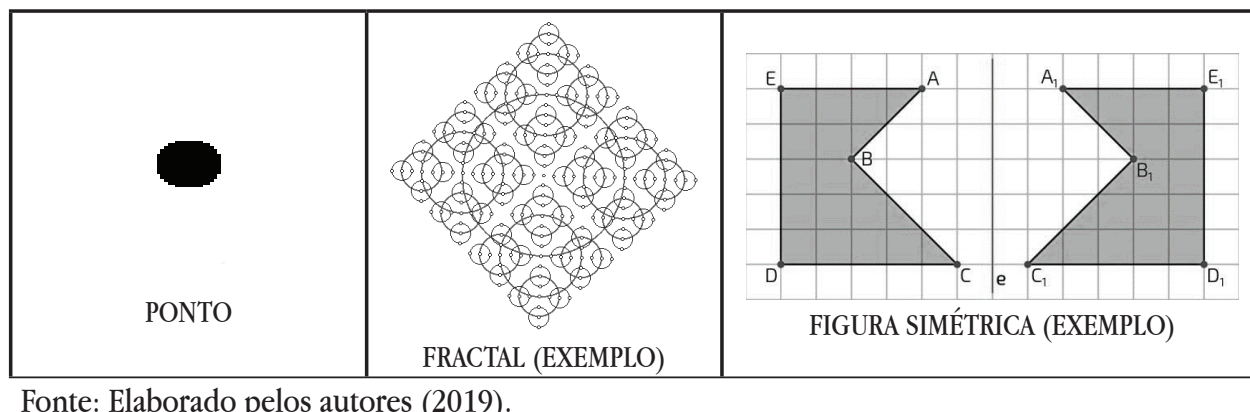 PONTO
FRACTAL (EXEMPLO)
E A A₁ E₁
B B₁
D C e C₁ D₁
FIGURA SIMÉTRICA (EXEMPLO)
Fonte: Elaborado pelos autores (2019).